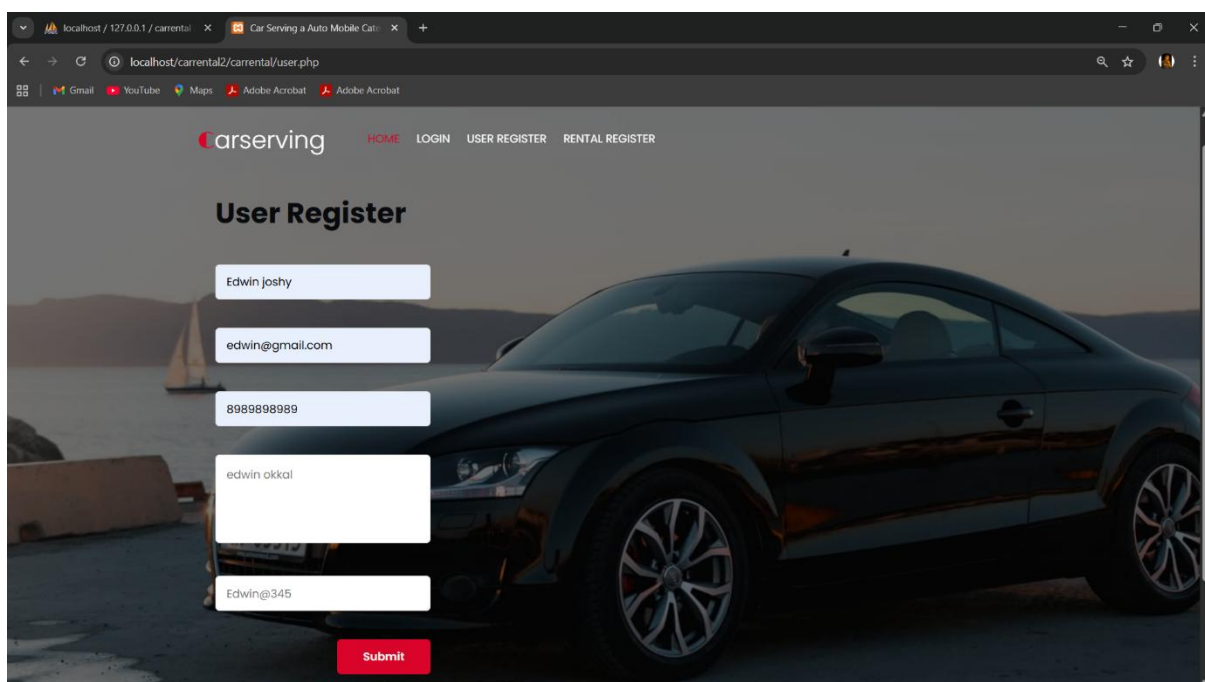 localhost / 127.0.0.1 / carrental
Car Serving a Auto Mobile Cate
localhost/carrental2/carrental/user.php
Gmail YouTube Maps Adobe Acrobat Adobe Acrobat
Carserving HOME LOGIN USER REGISTER RENTAL REGISTER
User Register
Edwin joshy
edwin@gmail.com
8989898989
edwin okkal
Edwin@345
Submit